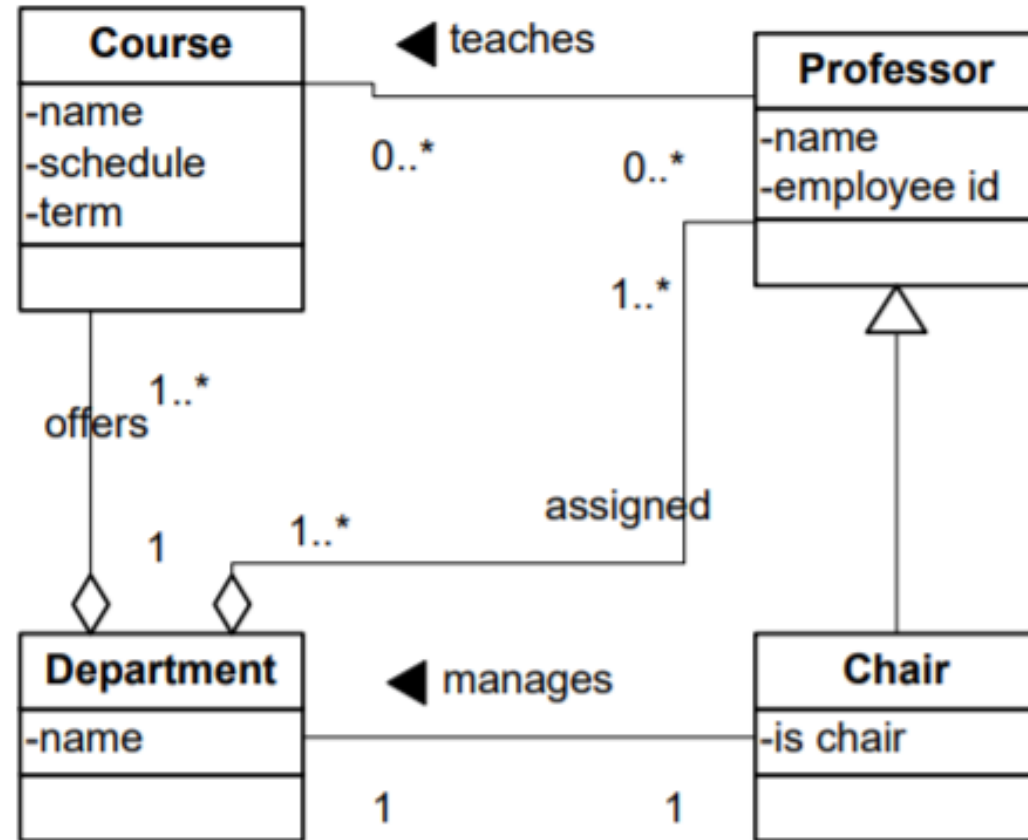 Course
-name
-schedule
-term
teaches
Professor
-name
-employee id
0..*
0..*
1..*
1..*
offers
assigned
1..*
1
Department
-name
manages
Chair
-is chair
1
1